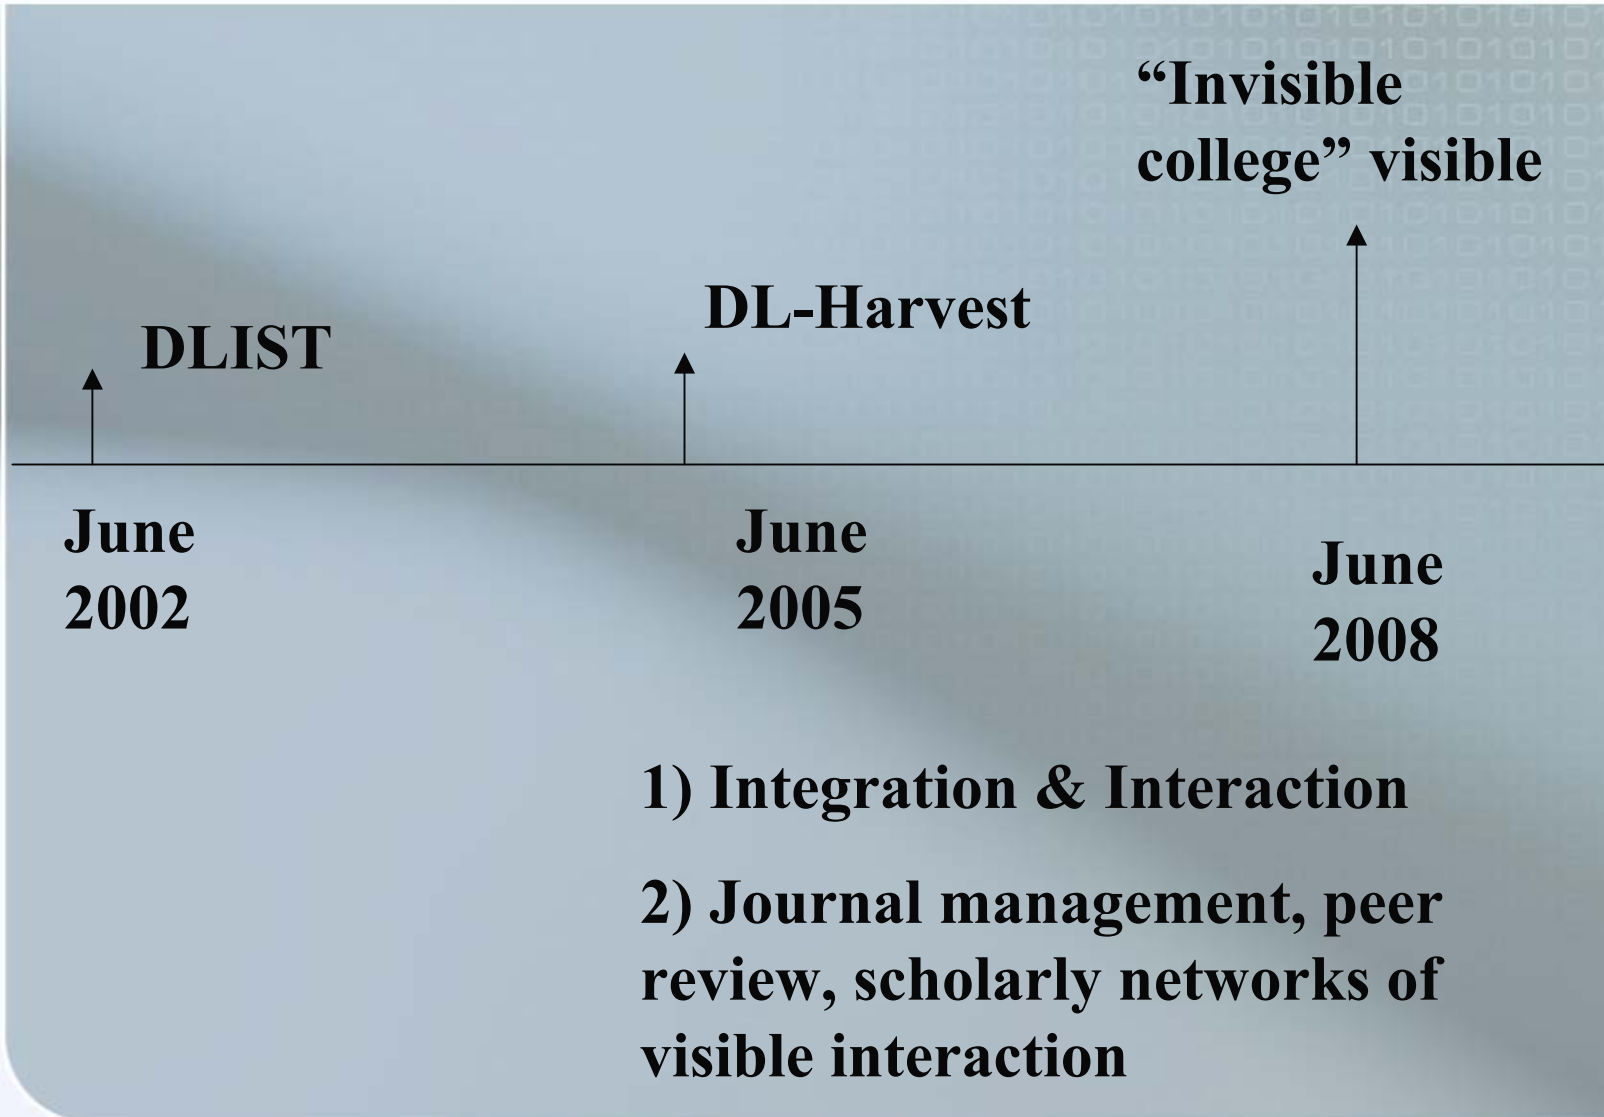 “Invisible
college” visible
DLIST
DL-Harvest
June
2002
June
2005
June
2008
1) Integration & Interaction
2) Journal management, peer
review, scholarly networks of
visible interaction